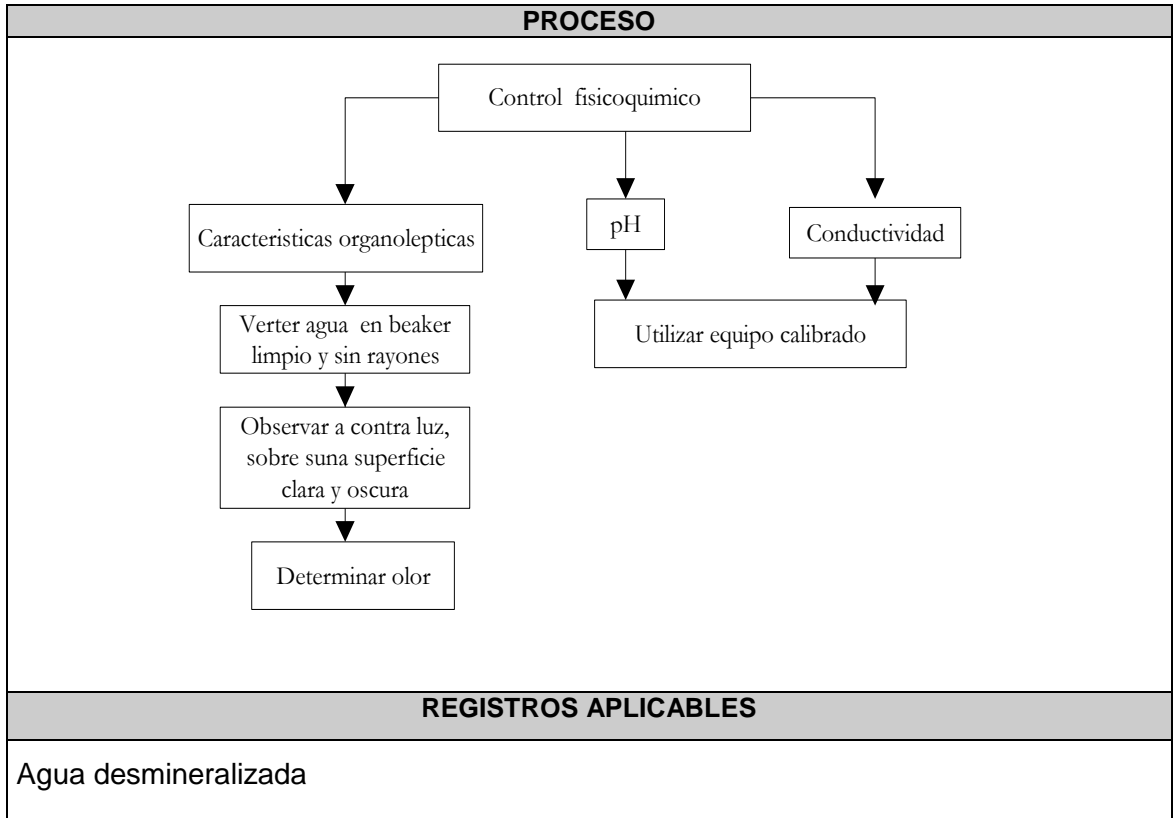 PROCESO
Control fisicoquimico
Caracteristicas organolepticas
pH
Conductividad
Verter agua en beaker
limpio y sin rayones
Utilizar equipo calibrado
Observar a contra luz,
sobre suna superficie
clara y oscura
Determinar olor
REGISTROS APLICABLES
Agua desmineralizada